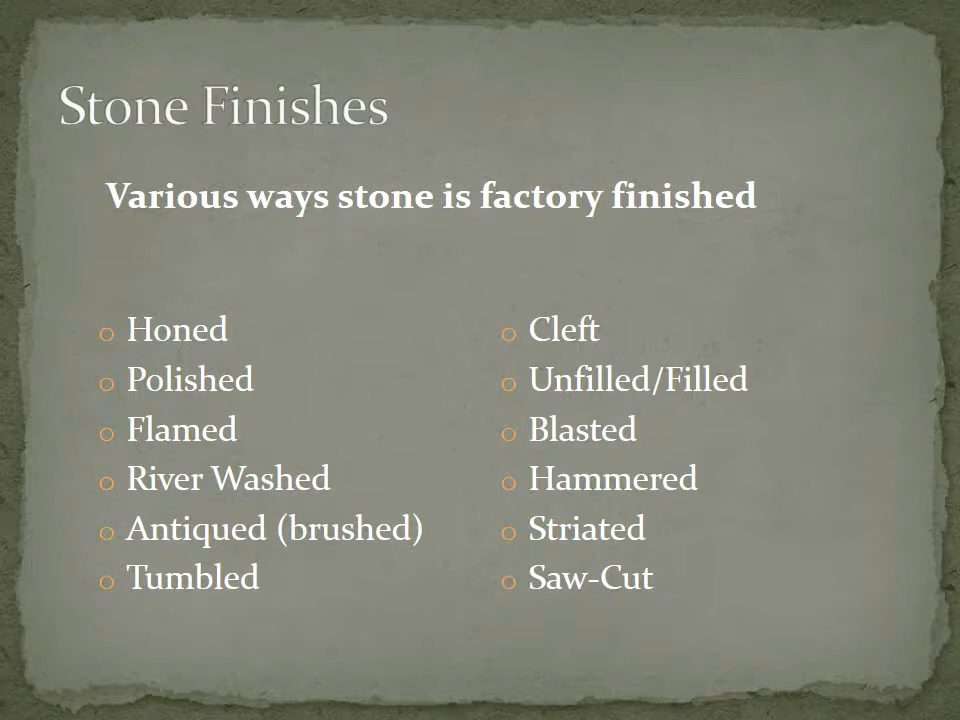 Stone Finishes
Various ways stone is factory finished
o Honed
o Polished
o Flamed
o River Washed
o Antiqued (brushed)
o Tumbled
o Cleft
o Unfilled/Filled
o Blasted
o Hammered
o Striated
o Saw-Cut